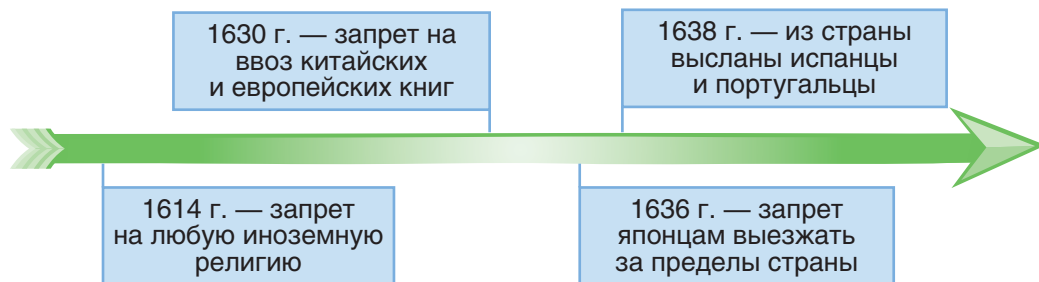 1630 г. — запрет на
ввоз китайских
и европейских книг
1638 г. — из страны
высланы испанцы
и португальцы
1614 г. — запрет
на любую иноземную
религию
1636 г. — запрет
японцам выезжать
за пределы страны